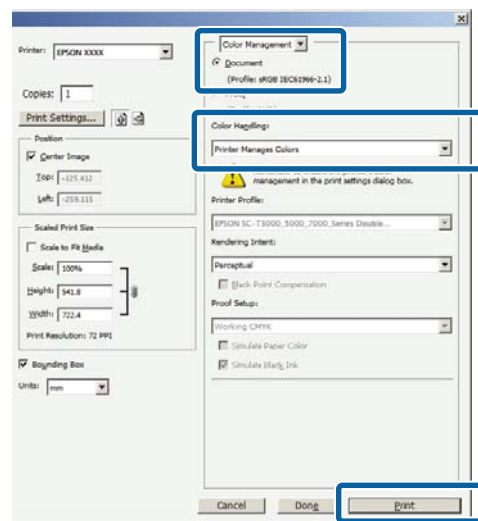 Printer: EPSON XXXX
Copies: 1
Print Settings...
Position
Center Image
Top: -125.412
Left: -259.115
Scaled Print Size
Scale to Fit Media
Scale: 100%
Height: 541.8
Width: 722.4
Print Resolution: 72 PPI
Bounding Box
Units: mm
Color Management
Document
(Profile: sRGB IEC61966-2.1)
Color Handling:
Printer Manages Colors
management in the print settings dialog box.
Printer Profile:
EPSON SC-T3000_5000_7000_Series Double...
Rendering Intent:
Perceptual
Black Point Compensation
Proof Setup:
Working CMYK
Simulate Paper Color
Simulate Black Ink
Cancel
Done
Print